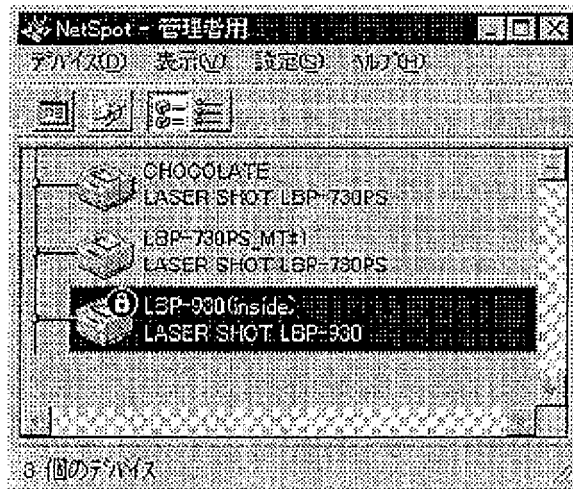 NetSpot - 管理者用
デバイス(D) 表示(V) 設定(S) ヘルプ(H)
CHOCOLATE
LASER SHOT LBP-730PS
LBP-730PS_MT#1
LASER SHOT LBP-730PS
LBP-930(inside)
LASER SHOT LBP-930
3 個のデバイス